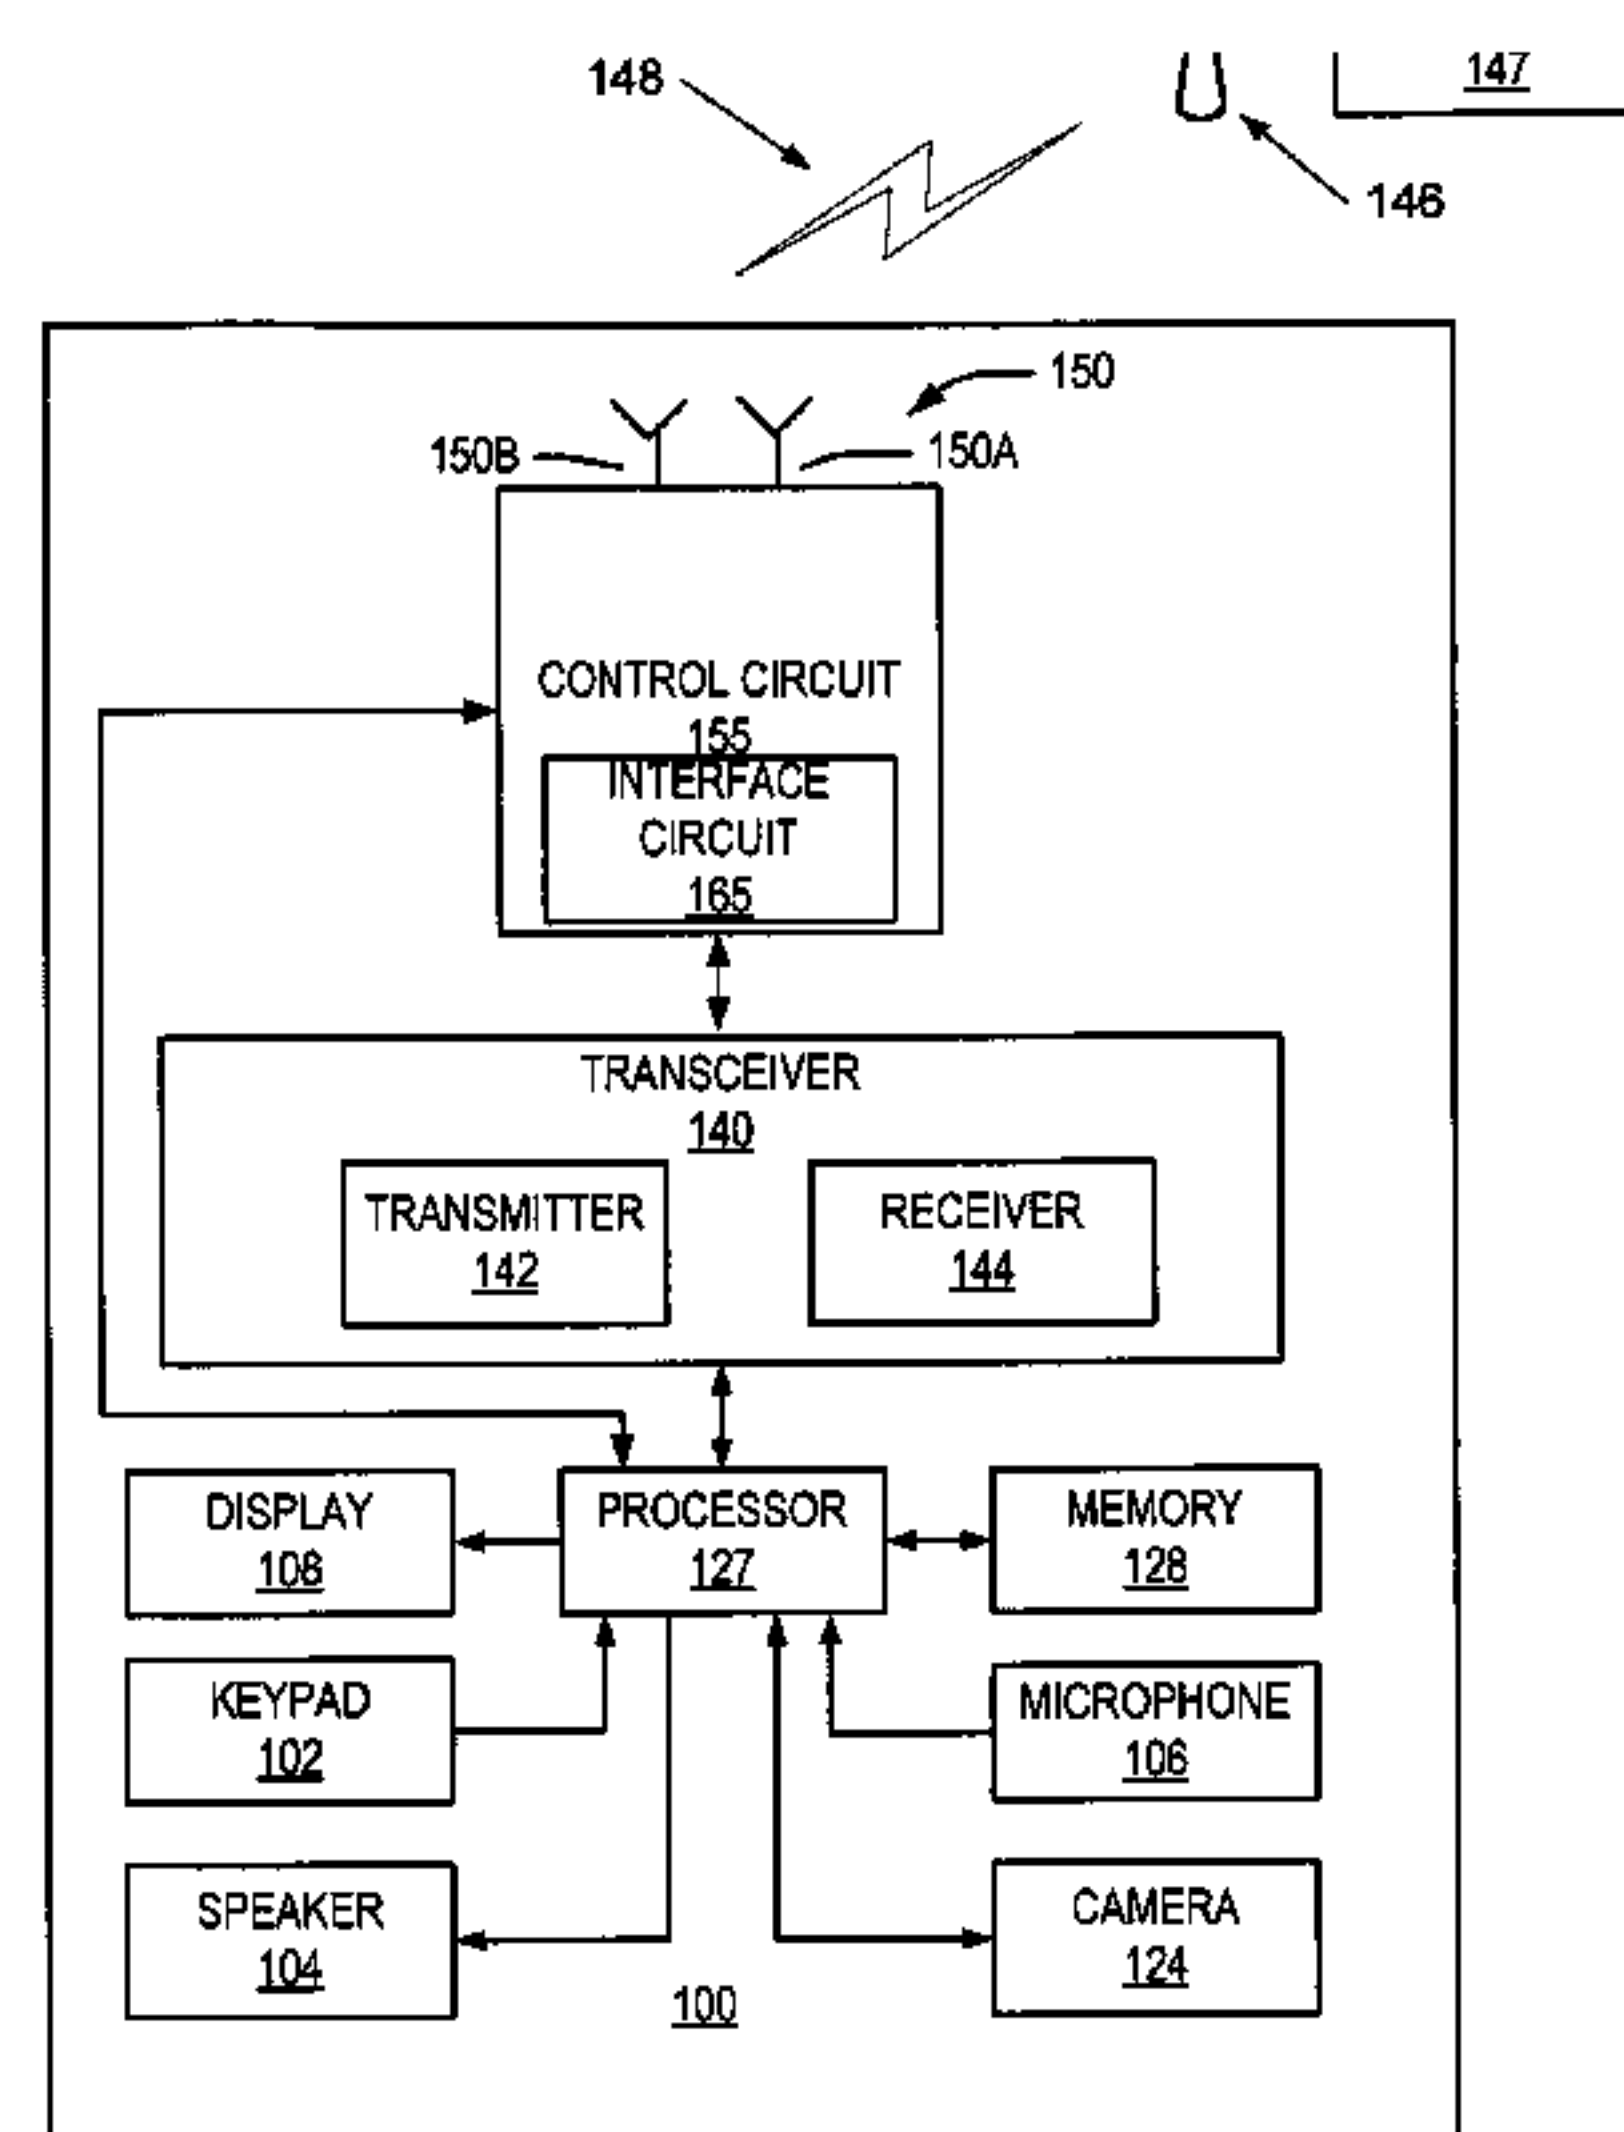 148
147
146
150
150B
150A
CONTROL CIRCUIT
155
INTERFACE
CIRCUIT
165
TRANSCEIVER
140
TRANSMITTER
142
RECEIVER
144
DISPLAY
108
PROCESSOR
127
MEMORY
128
KEYPAD
102
MICROPHONE
106
SPEAKER
104
CAMERA
124
100